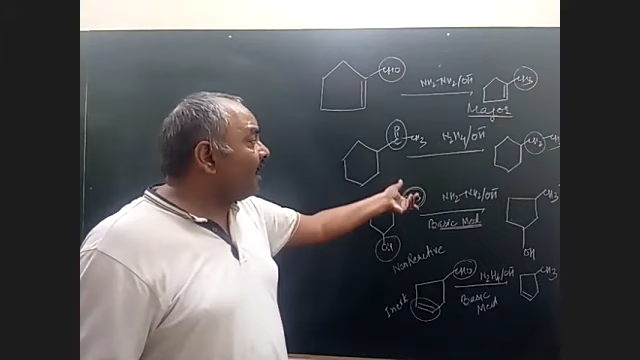 CHO NH₂-NH₂/OH̄ CH₃
Major
CH₃ N₂H₄/OH̄ CH₂
NH₂-NH₂/OH̄ CH₃
Basic Med
OH OH
Non Reactive
CHO N₂H₄/OH̄ CH₃
Inert Basic
Med